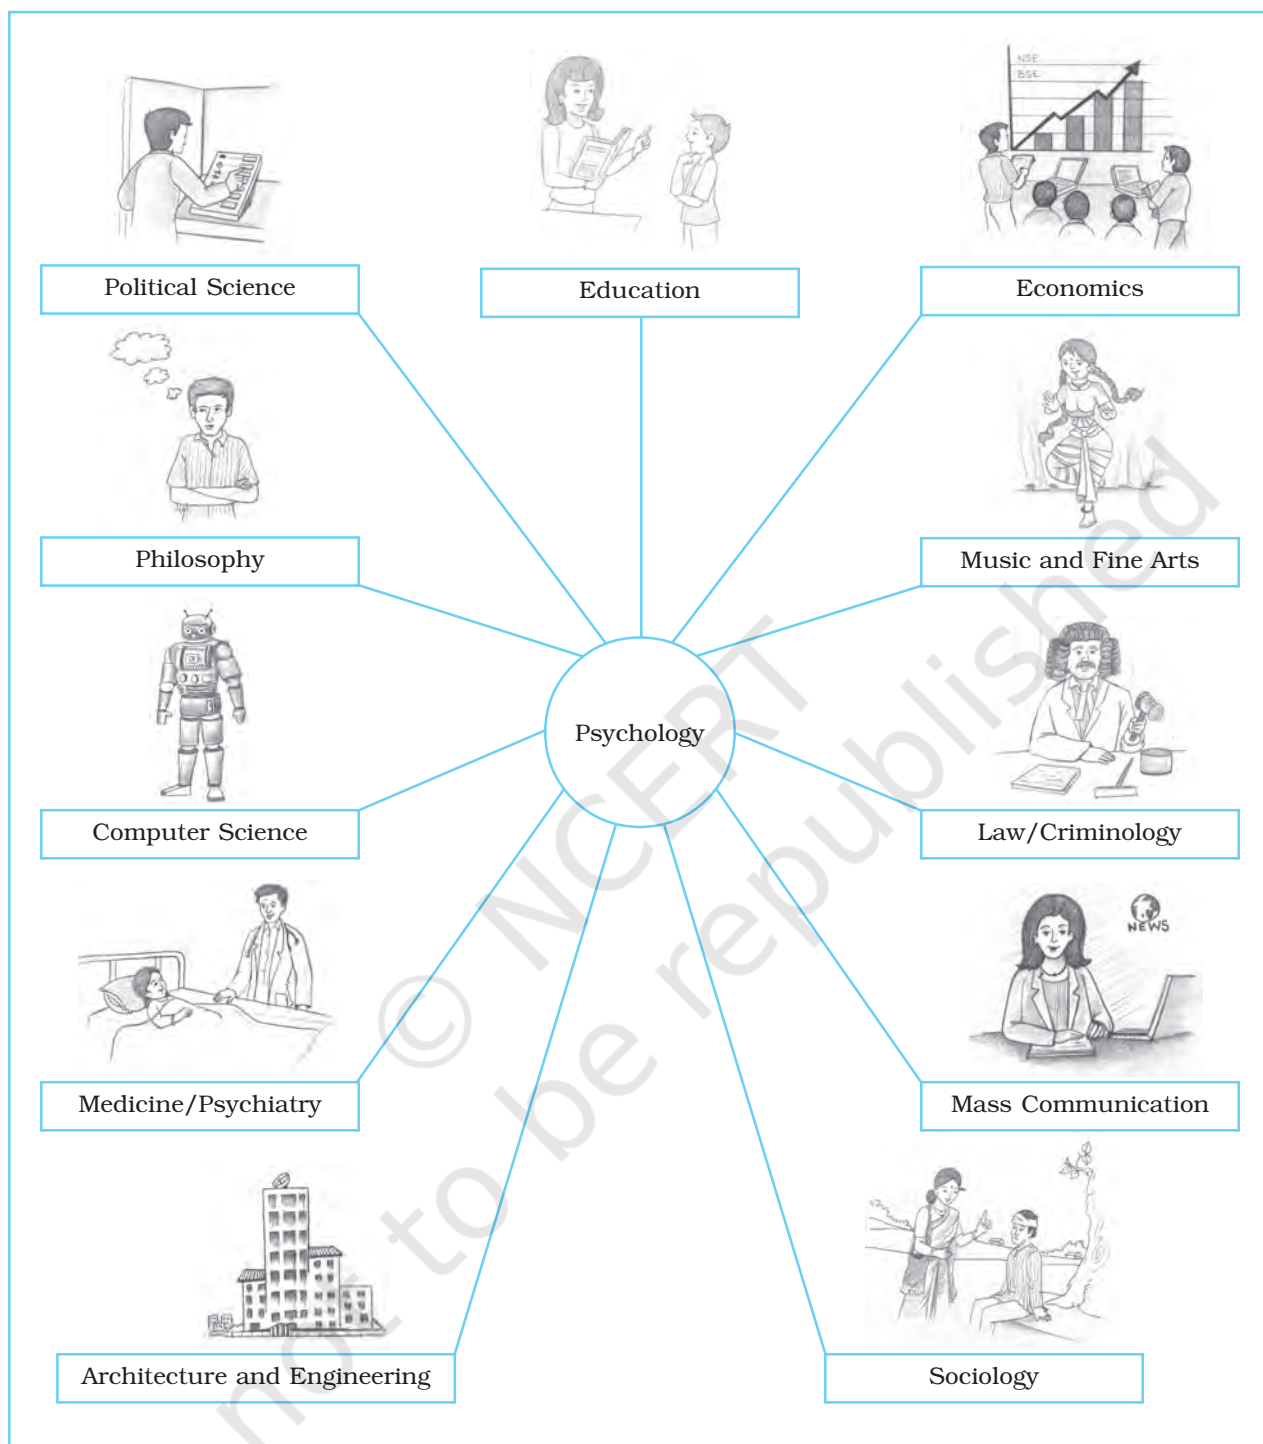 NSE
BSE
Political Science
Education
Economics
Philosophy
Music and Fine Arts
Psychology
Computer Science
Law/Criminology
NEWS
Medicine/Psychiatry
Mass Communication
Architecture and Engineering
Sociology
© NCERT
not to be republished